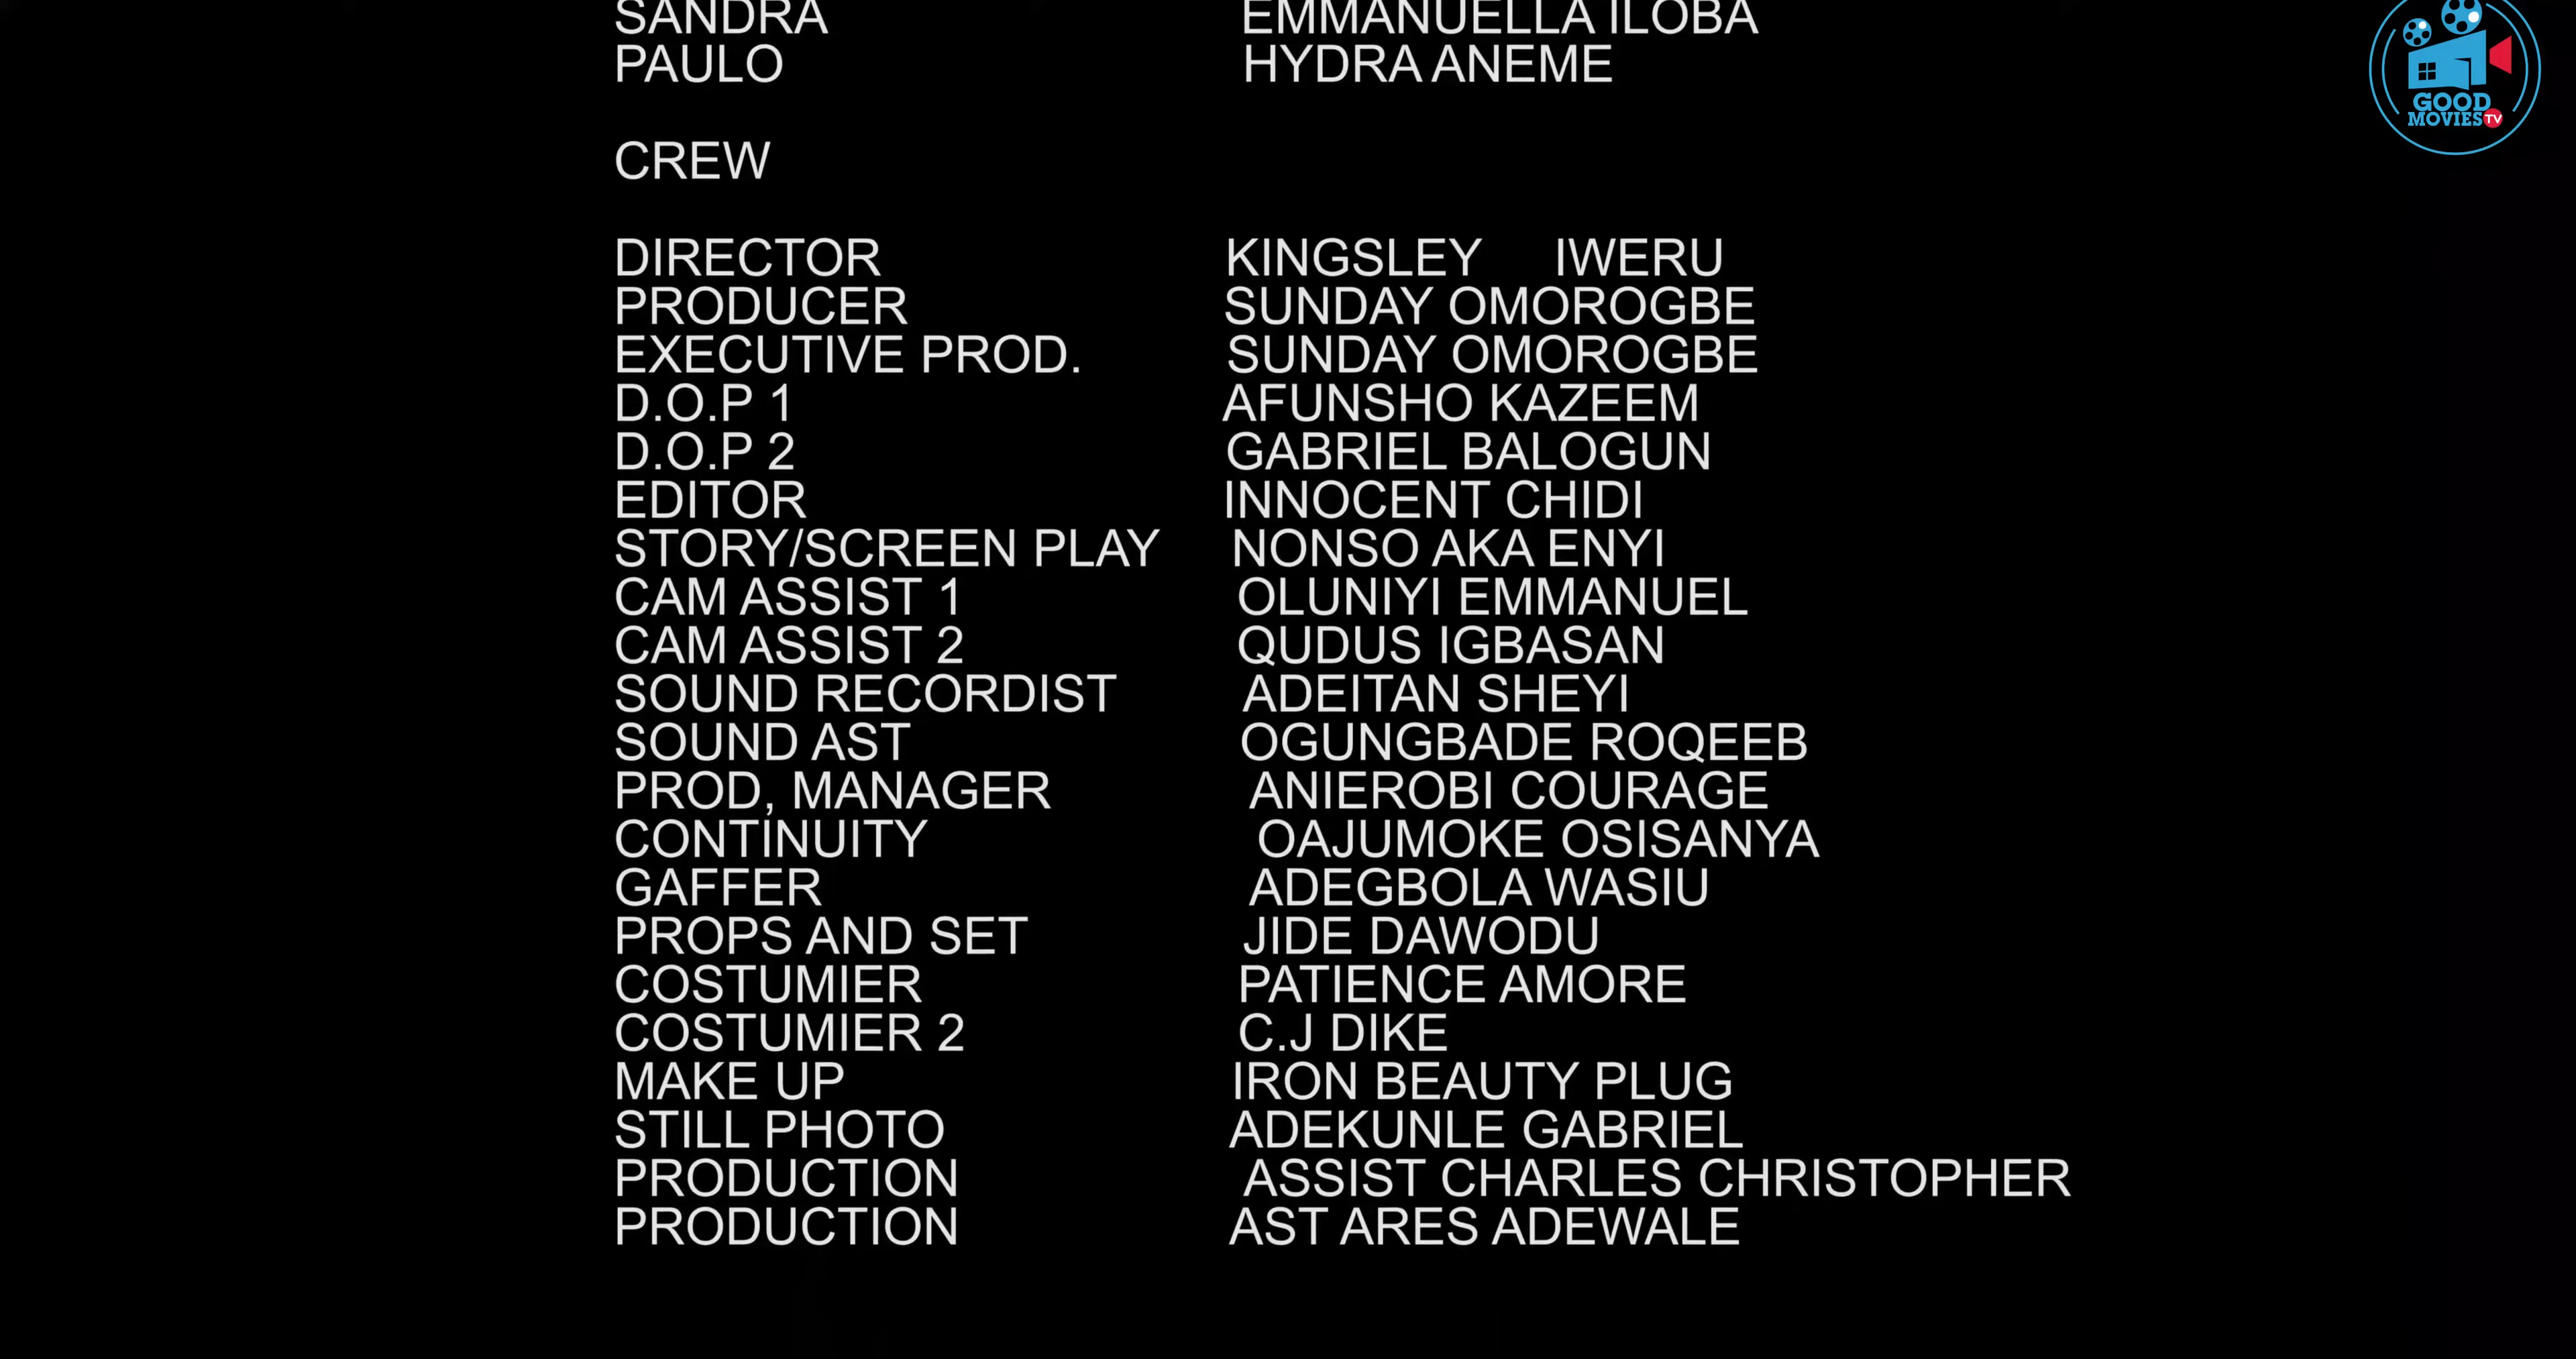 SANDRA EMMANUELLA ILOBA
PAULO HYDRA ANEME
CREW
DIRECTOR KINGSLEY IWERU
PRODUCER SUNDAY OMOROGBE
EXECUTIVE PROD. SUNDAY OMOROGBE
D.O.P 1 AFUNSHO KAZEEM
D.O.P 2 GABRIEL BALOGUN
EDITOR INNOCENT CHIDI
STORY/SCREEN PLAY NONSO AKA ENYI
CAM ASSIST 1 OLUNIYI EMMANUEL
CAM ASSIST 2 QUDUS IGBASAN
SOUND RECORDIST ADEITAN SHEYI
SOUND AST OGUNGBADE ROQEEB
PROD, MANAGER ANIEROBI COURAGE
CONTINUITY OAJUMOKE OSISANYA
GAFFER ADEGBOLA WASIU
PROPS AND SET JIDE DAWODU
COSTUMIER PATIENCE AMORE
COSTUMIER 2 C.J DIKE
MAKE UP IRON BEAUTY PLUG
STILL PHOTO ADEKUNLE GABRIEL
PRODUCTION ASSIST CHARLES CHRISTOPHER
PRODUCTION AST ARES ADEWALE
GOOD
MOVIES TV